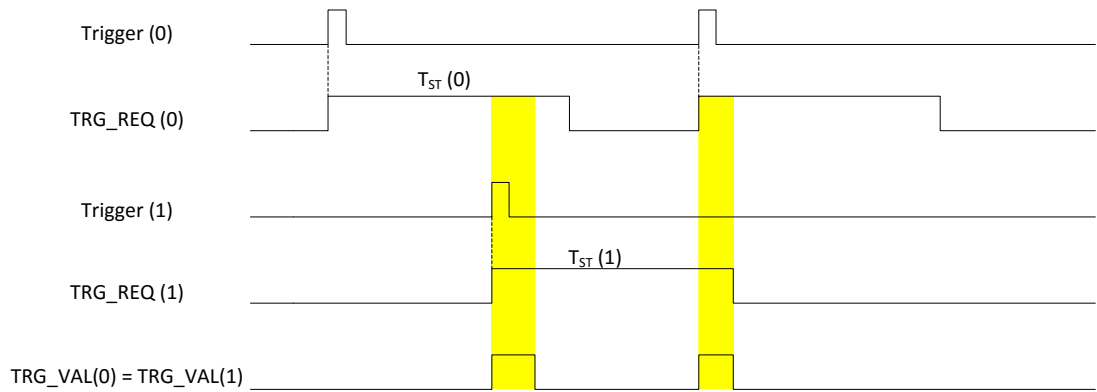 Trigger (0)
T_ST (0)
TRG_REQ (0)
Trigger (1)
T_ST (1)
TRG_REQ (1)
TRG_VAL(0) = TRG_VAL(1)